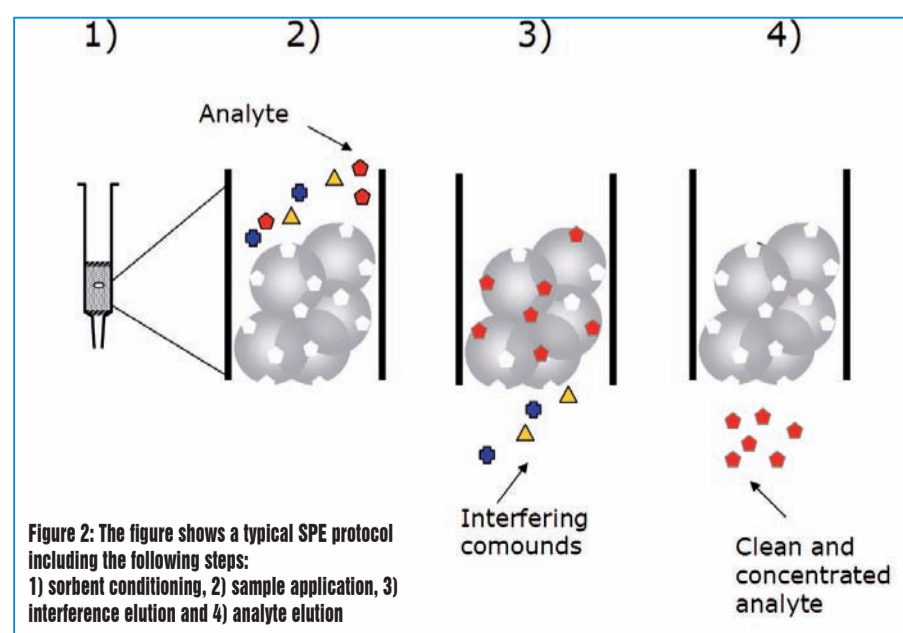 1)
2)
3)
4)
Analyte
Interfering
comounds
Clean and
concentrated
analyte
Figure 2: The figure shows a typical SPE protocol
including the following steps:
1) sorbent conditioning, 2) sample application, 3)
interference elution and 4) analyte elution